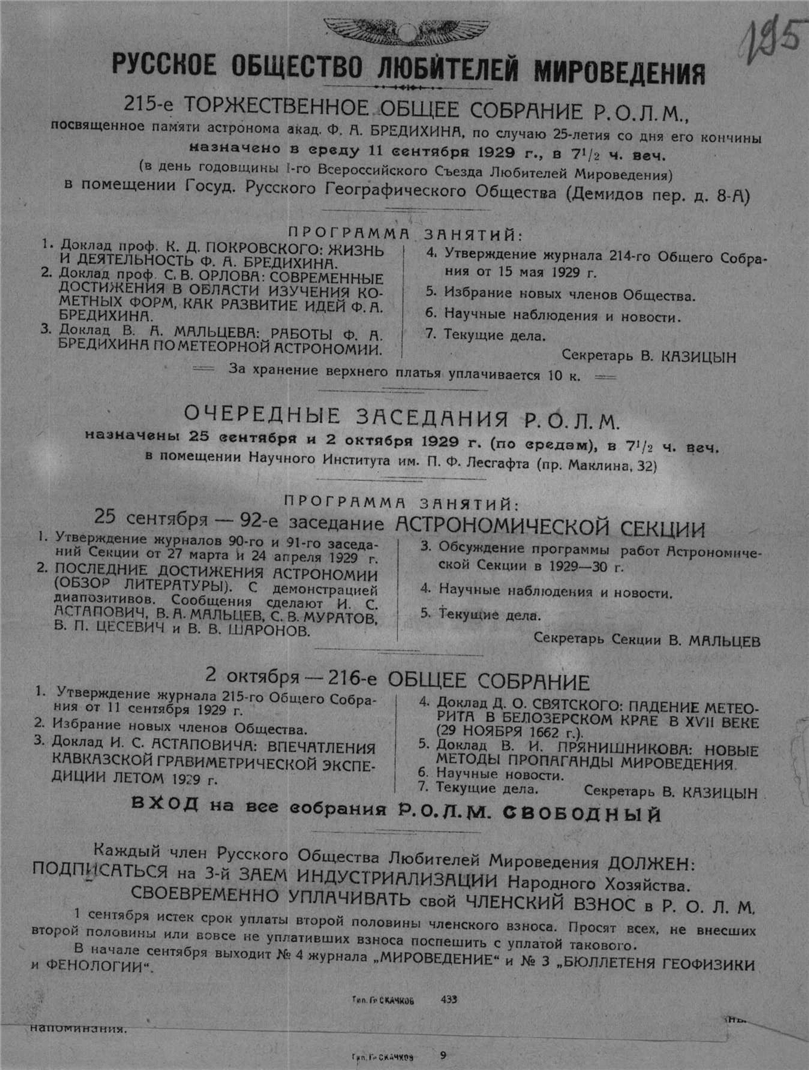 195
РУССКОЕ ОБЩЕСТВО ЛЮБИТЕЛЕЙ МИРОВЕДЕНИЯ
215-е ТОРЖЕСТВЕННОЕ ОБЩЕЕ СОБРАНИЕ Р.О.Л.М.,
посвященное памяти астронома акад. Ф. А. БРЕДИХИНА, по случаю 25-летия со дня его кончины
назначено в среду 11 сентября 1929 г., в 7 1/2 ч. веч.
(в день годовщины 1-го Всероссийского Съезда Любителей Мироведения)
в помещении Госуд. Русского Географического Общества (Демидов пер. д. 8-А)
ПРОГРАММА ЗАНЯТИЙ:
1. Доклад проф. К. Д. ПОКРОВСКОГО: ЖИЗНЬ
И ДЕЯТЕЛЬНОСТЬ Ф. А. БРЕДИХИНА.
2. Доклад проф. С. В. ОРЛОВА: СОВРЕМЕННЫЕ
ДОСТИЖЕНИЯ В ОБЛАСТИ ИЗУЧЕНИЯ КО-
МЕТНЫХ ФОРМ, КАК РАЗВИТИЕ ИДЕЙ Ф. А.
БРЕДИХИНА.
3. Доклад В. А. МАЛЬЦЕВА: РАБОТЫ Ф. А.
БРЕДИХИНА ПО МЕТЕОРНОЙ АСТРОНОМИИ.
4. Утверждение журнала 214-го Общего Собра-
ния от 15 мая 1929 г.
5. Избрание новых членов Общества.
6. Научные наблюдения и новости.
7. Текущие дела.
Секретарь В. КАЗИЦЫН
За хранение верхнего платья уплачивается 10 к.
ОЧЕРЕДНЫЕ ЗАСЕДАНИЯ Р.О.Л.М.
назначены 25 сентября и 2 октября 1929 г. (по средам), в 7 1/2 ч. веч.
в помещении Научного Института им. П. Ф. Лесгафта (пр. Маклина, 32)
ПРОГРАММА ЗАНЯТИЙ:
25 сентября — 92-е заседание АСТРОНОМИЧЕСКОЙ СЕКЦИИ
1. Утверждение журналов 90-го и 91-го заседа-
ний Секции от 27 марта и 24 апреля 1929 г.
2. ПОСЛЕДНИЕ ДОСТИЖЕНИЯ АСТРОНОМИИ
(ОБЗОР ЛИТЕРАТУРЫ). С демонстрацией
диапозитивов. Сообщения сделают И. С.
АСТАПОВИЧ, В. А. МАЛЬЦЕВ, С. В. МУРАТОВ,
В. П. ЦЕСЕВИЧ и В. В. ШАРОНОВ.
3. Обсуждение программы работ Астрономиче-
ской Секции в 1929—30 г.
4. Научные наблюдения и новости.
5. Текущие дела.
Секретарь Секции В. МАЛЬЦЕВ
2 октября — 216-е ОБЩЕЕ СОБРАНИЕ
1. Утверждение журнала 215-го Общего Собра-
ния от 11 сентября 1929 г.
2. Избрание новых членов Общества.
3. Доклад И. С. АСТАПОВИЧА: ВПЕЧАТЛЕНИЯ
КАВКАЗСКОЙ ГРАВИМЕТРИЧЕСКОЙ ЭКСПЕ-
ДИЦИИ ЛЕТОМ 1929 г.
4. Доклад Д. О. СВЯТСКОГО: ПАДЕНИЕ МЕТЕО-
РИТА В БЕЛОЗЕРСКОМ КРАЕ В XVII ВЕКЕ
(29 НОЯБРЯ 1662 г.).
5. Доклад В. И. ПРЯНИШНИКОВА: НОВЫЕ
МЕТОДЫ ПРОПАГАНДЫ МИРОВЕДЕНИЯ.
6. Научные новости.
7. Текущие дела. Секретарь В. КАЗИЦЫН
ВХОД на все собрания Р.О.Л.М. СВОБОДНЫЙ
Каждый член Русского Общества Любителей Мироведения ДОЛЖЕН:
ПОДПИСАТЬСЯ на 3-й ЗАЕМ ИНДУСТРИАЛИЗАЦИИ Народного Хозяйства.
СВОЕВРЕМЕННО УПЛАЧИВАТЬ свой ЧЛЕНСКИЙ ВЗНОС в Р. О. Л. М.
1 сентября истек срок уплаты второй половины членского взноса. Просят всех, не внесших
второй половины или вовсе не уплативших взноса поспешить с уплатой такового.
В начале сентября выходит № 4 журнала „МИРОВЕДЕНИЕ“ и № 3 „БЮЛЛЕТЕНЯ ГЕОФИЗИКИ
и ФЕНОЛОГИИ“.
Тип. Гр. СКАЧКОВ 433
напоминания.
Тип. Гр. СКАЧКОВ 9